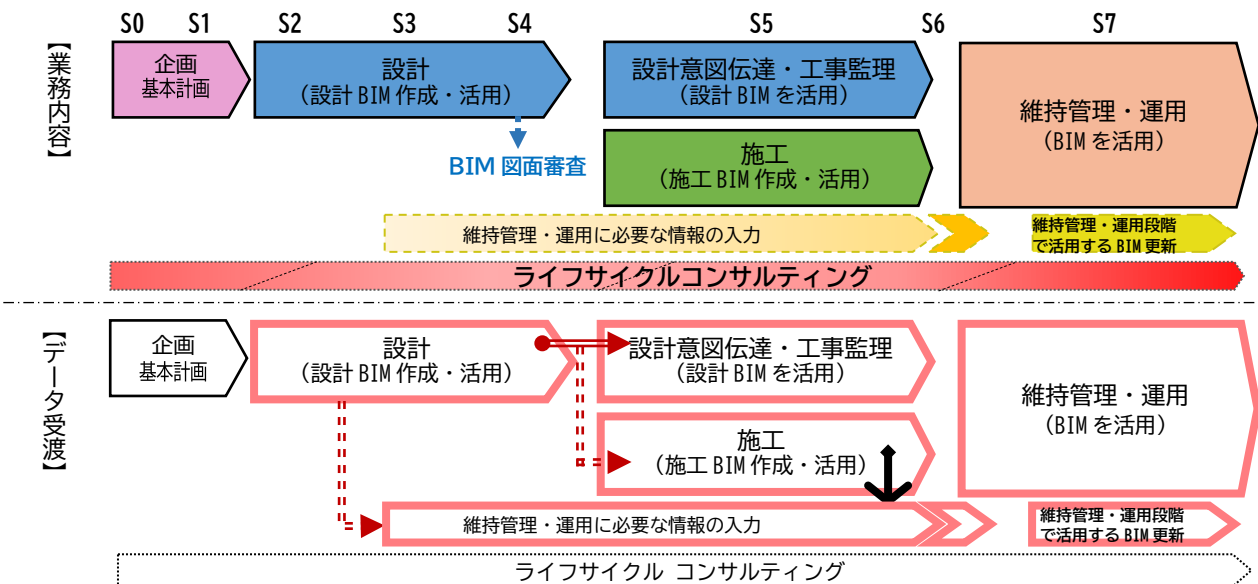 S0 S1 S2 S3 S4 S5 S6 S7
【業務内容】
企画
基本計画
設計
(設計 BIM 作成・活用)
設計意図伝達・工事監理
(設計 BIM を活用)
維持管理・運用
(BIM を活用)
BIM 図面審査
施工
(施工 BIM 作成・活用)
維持管理・運用に必要な情報の入力
維持管理・運用段階
で活用する BIM 更新
ライフサイクルコンサルティング
【データ受渡】
企画
基本計画
設計
(設計 BIM 作成・活用)
設計意図伝達・工事監理
(設計 BIM を活用)
維持管理・運用
(BIM を活用)
施工
(施工 BIM 作成・活用)
維持管理・運用に必要な情報の入力
維持管理・運用段階
で活用する BIM 更新
ライフサイクル コンサルティング